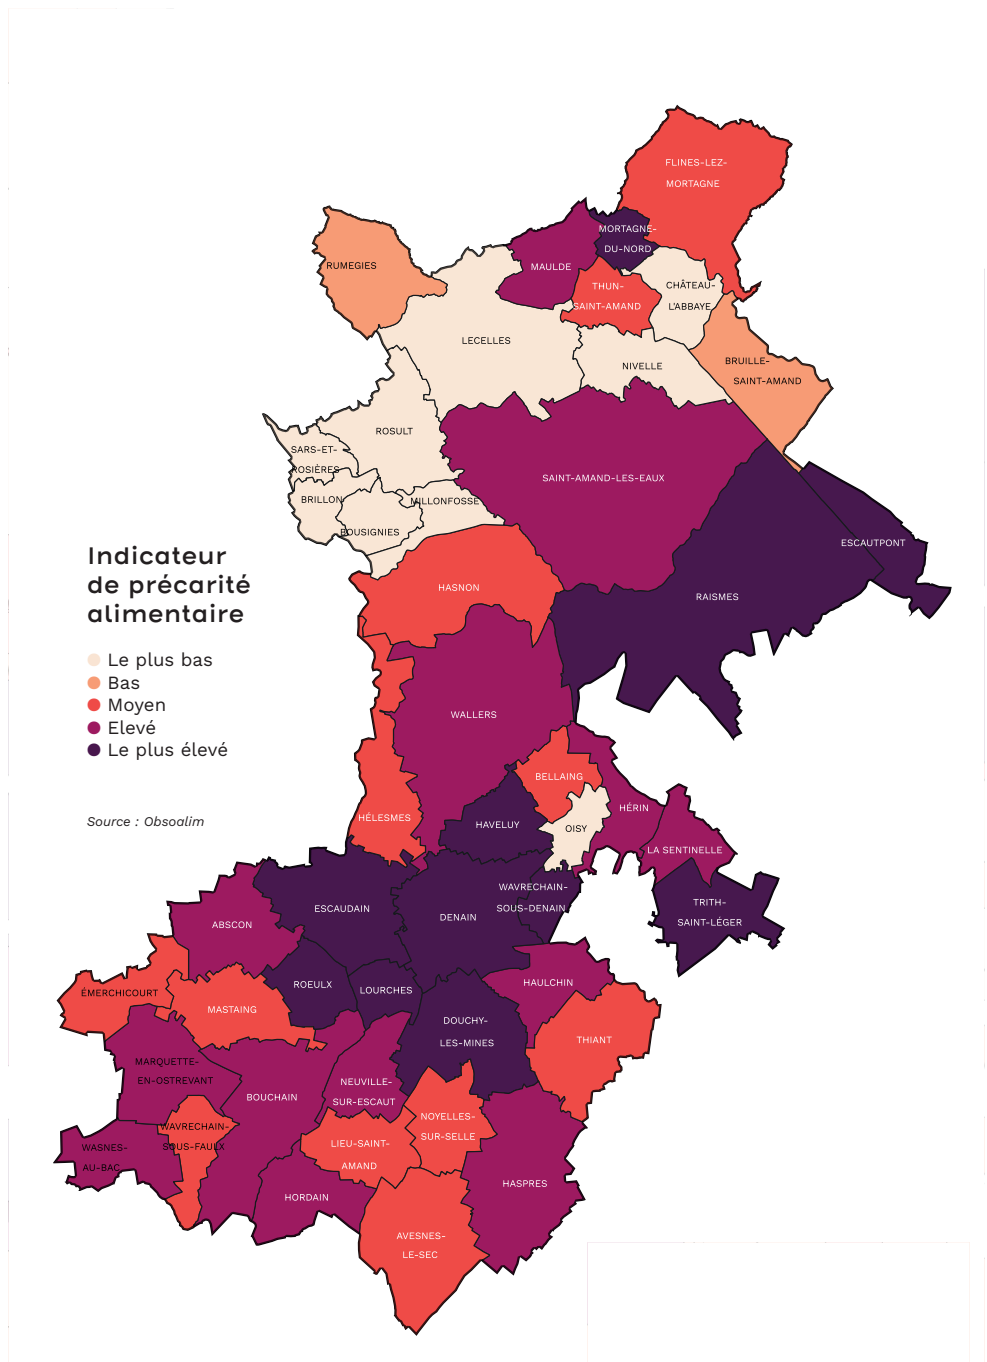 FLINES-LEZ-
MORTAGNE
MORTAGNE-
DU-NORD
RUMEGIES
MAULDE
THUN-
SAINT-AMAND
CHÂTEAU-
L'ABBAYE
LECELLES
NIVELLE
BRUILLE-
SAINT-AMAND
ROSULT
SARS-ET-
ROSIÈRES
SAINT-AMAND-LES-EAUX
BRILLON
MILLONFOSSE
BOUSIGNIES
ESCAUTPONT
HASNON
RAISMES
Indicateur
de précarité
alimentaire
Le plus bas
Bas
Moyen
Elevé
Le plus élevé
Source : Obsoalim
WALLERS
BELLAING
HÉRIN
HÉLESMES
HAVELUY
OISY
LA SENTINELLE
WAVRECHAIN-
SOUS-DENAIN
TRITH-
SAINT-LÉGER
ESCAUDAIN
DENAIN
ABSCON
ROEULX
LOURCHES
HAULCHIN
ÉMERCHICOURT
MASTAING
DOUCHY-
LES-MINES
THIANT
MARQUETTE-
EN-OSTREVANT
NEUVILLE-
SUR-ESCAUT
BOUCHAIN
NOYELLES-
SUR-SELLE
WAVRECHAIN-
SOUS-FAULX
WASNES-
AU-BAC
LIEU-SAINT-
AMAND
HASPRES
HORDAIN
AVESNES-
LE-SEC